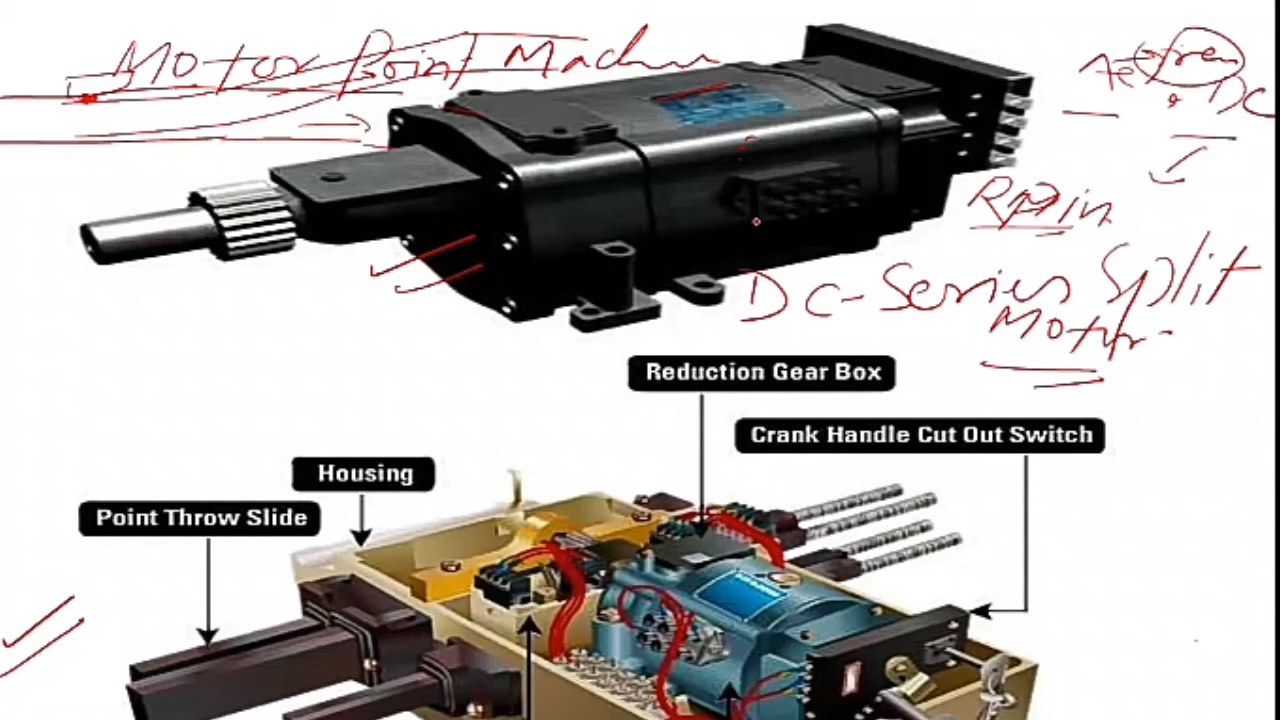 Motor Point Machine
DC
DC-Series Split
Motor
Reduction Gear Box
Crank Handle Cut Out Switch
Housing
Point Throw Slide